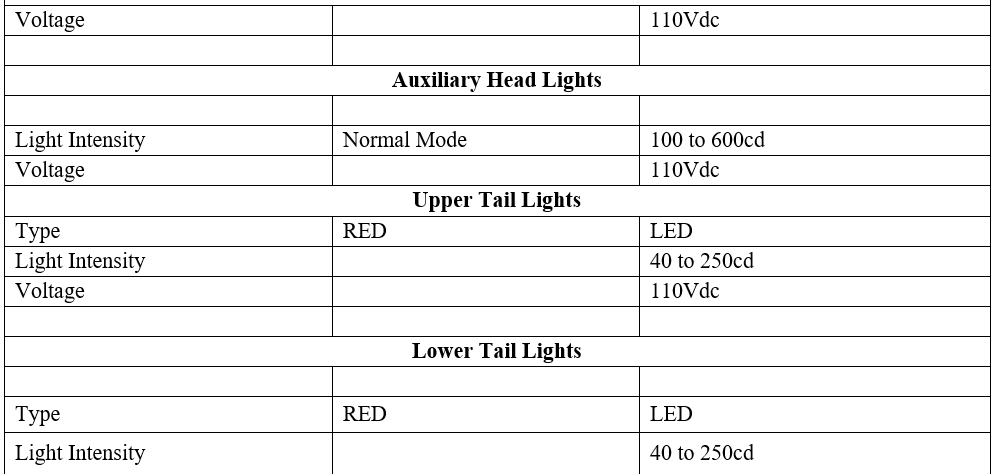 Voltage 110Vdc
Auxiliary Head Lights
Light Intensity Normal Mode 100 to 600cd
Voltage 110Vdc
Upper Tail Lights
Type RED LED
Light Intensity 40 to 250cd
Voltage 110Vdc
Lower Tail Lights
Type RED LED
Light Intensity 40 to 250cd